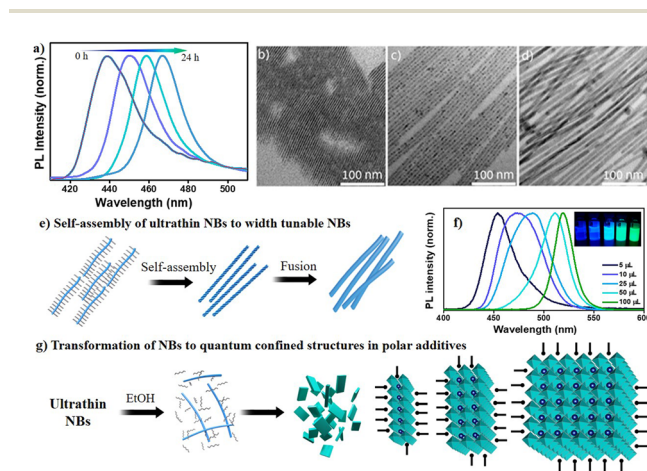 a)
0 h
24 h
PL Intensity (norm.)
420 440 460 480 500
Wavelength (nm)
b)
100 nm
c)
100 nm
d)
100 nm
e) Self-assembly of ultrathin NBs to width tunable NBs
Self-assembly
Fusion
f)
PL intensity (norm.)
5 µL
10 µL
25 µL
50 µL
100 µL
400 450 500 550 600
Wavelength (nm)
g) Transformation of NBs to quantum confined structures in polar additives
Ultrathin
NBs
EtOH